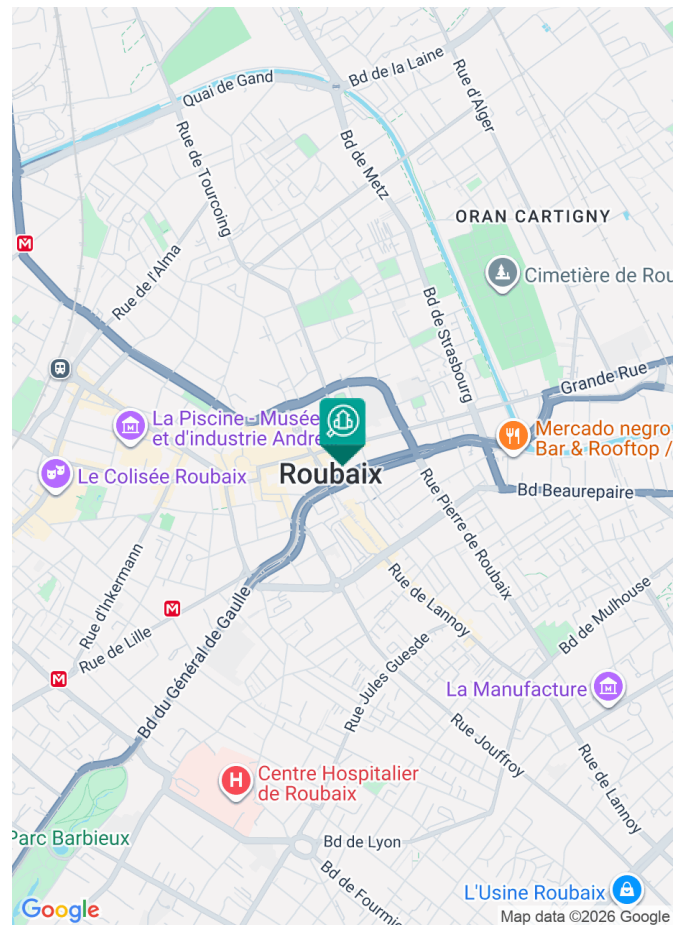 Quai de Gand
Bd de la Laine
Rue d'Alger
Rue de Tourcoing
Bd de Metz
ORAN CARTIGNY
Cimetière de Rou
Rue de l'Alma
Bd de Strasbourg
Grande Rue
La Piscine - Musée
et d'industrie André
Mercado negro
Bar & Rooftop /
Le Colisée Roubaix
Roubaix
Bd Beaurepaire
Rue Pierre de Roubaix
Rue d'Inkermann
Rue de Lannoy
Bd de Mulhouse
Rue de Lille
Bd du Général de Gaulle
Rue Jules Guesde
La Manufacture
Rue Jouffroy
Rue de Lannoy
H
Centre Hospitalier
de Roubaix
Parc Barbieux
Bd de Lyon
Bd de Fourmie
L'Usine Roubaix
Google
Map data ©2026 Google
M
M
M